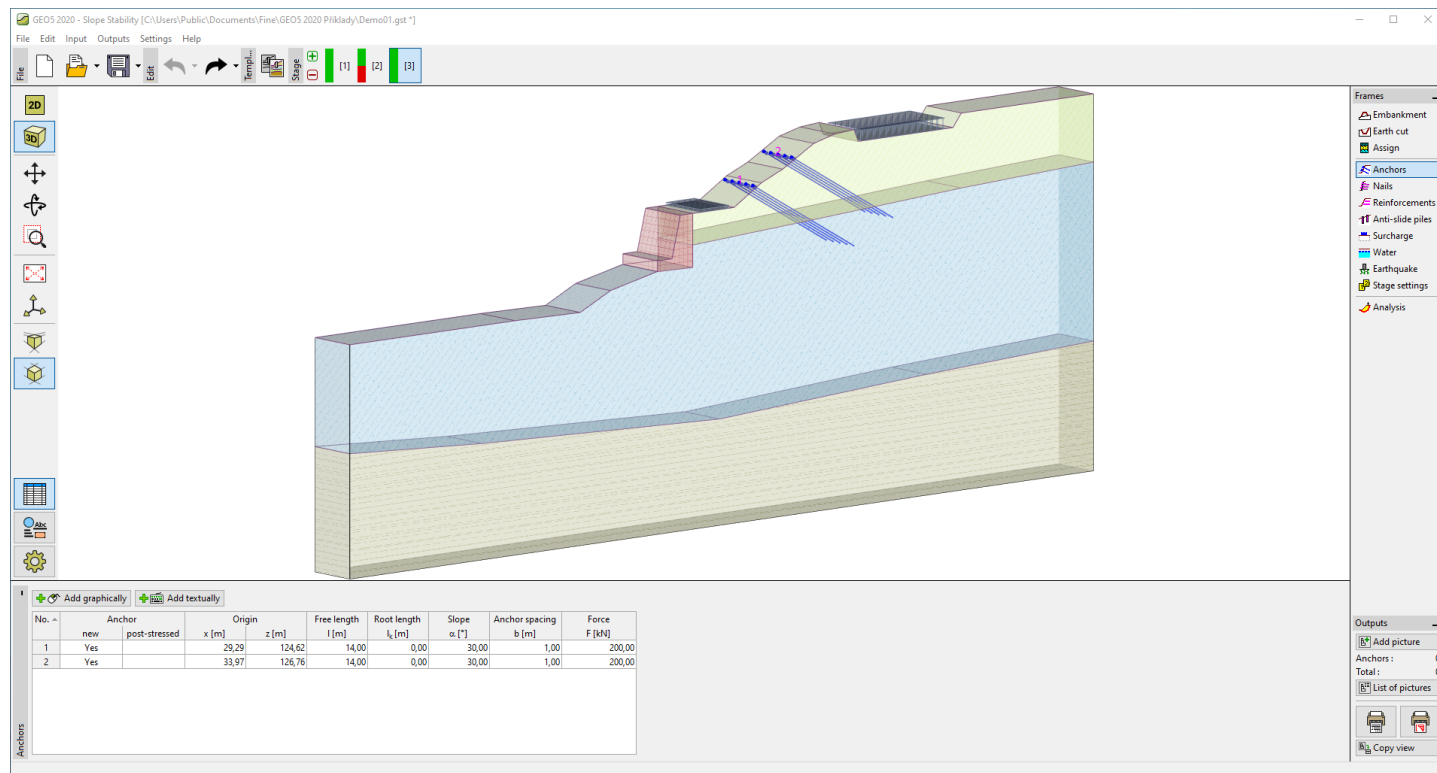 GEO5 2020 - Slope Stability [C:\Users\Public\Documents\Fine\GEO5 2020 Příklady\Demo01.gst *]
File Edit Input Outputs Settings Help
File
Edit
Templ...
Stage
[1]
[2]
[3]
2D
3D
Abc
2
1
Frames
Embankment
Earth cut
Assign
Anchors
Nails
Reinforcements
Anti-slide piles
Surcharge
Water
Earthquake
Stage settings
Analysis
Add graphically Add textually
No. Anchor Origin Free length Root length Slope Anchor spacing Force
new post-stressed x [m] z [m] l [m] lk [m] α [°] b [m] F [kN]
1 Yes 29,29 124,62 14,00 0,00 30,00 1,00 200,00
2 Yes 33,97 126,76 14,00 0,00 30,00 1,00 200,00
Anchors
Outputs
Add picture
Anchors :
Total :
List of pictures
Copy view